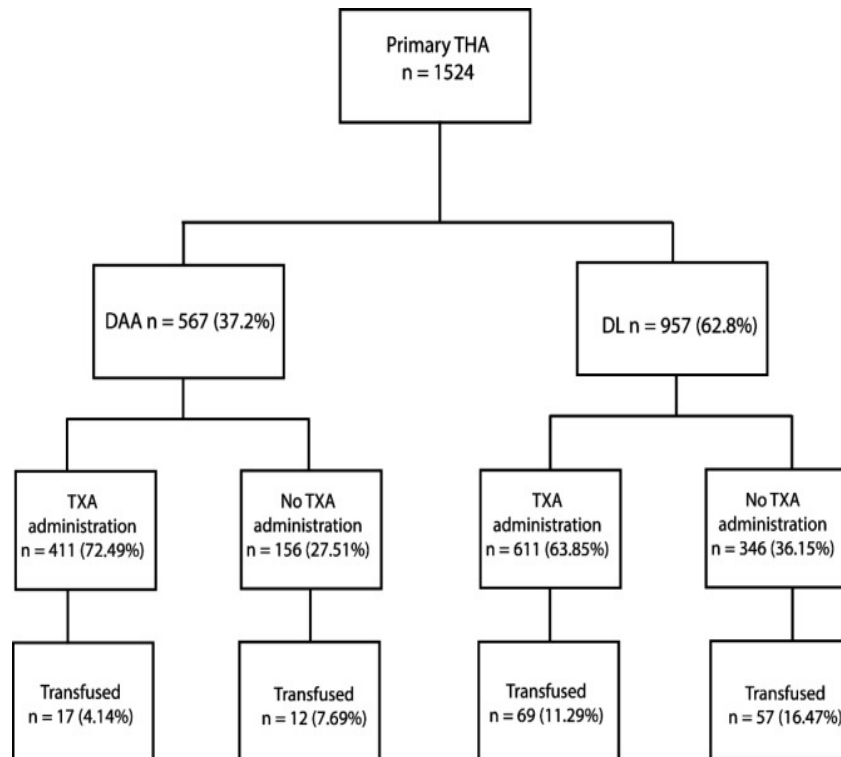 Primary THA
n = 1524
DAA n = 567 (37.2%)
DL n = 957 (62.8%)
TXA
administration
n = 411 (72.49%)
No TXA
administration
n = 156 (27.51%)
TXA
administration
n = 611 (63.85%)
No TXA
administration
n = 346 (36.15%)
Transfused
n = 17 (4.14%)
Transfused
n = 12 (7.69%)
Transfused
n = 69 (11.29%)
Transfused
n = 57 (16.47%)